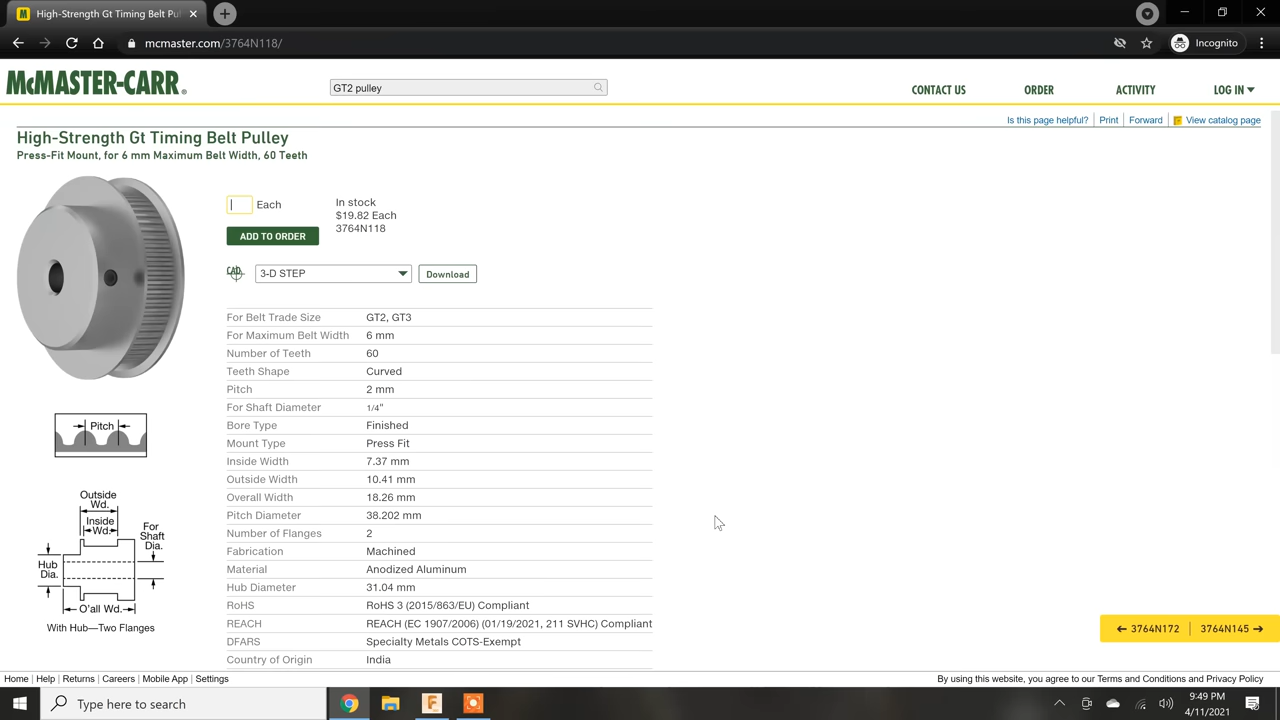 High-Strength Gt Timing Belt Pul
mcmaster.com/3764N118/
Incognito
McMASTER-CARR®
GT2 pulley
CONTACT US
ORDER
ACTIVITY
LOG IN
Is this page helpful?
Print
Forward
View catalog page
High-Strength Gt Timing Belt Pulley
Press-Fit Mount, for 6 mm Maximum Belt Width, 60 Teeth
Each
ADD TO ORDER
In stock
$19.82 Each
3764N118
CAD
3-D STEP
Download
For Belt Trade Size GT2, GT3
For Maximum Belt Width 6 mm
Number of Teeth 60
Teeth Shape Curved
Pitch 2 mm
For Shaft Diameter 1/4"
Bore Type Finished
Mount Type Press Fit
Inside Width 7.37 mm
Outside Width 10.41 mm
Overall Width 18.26 mm
Pitch Diameter 38.202 mm
Number of Flanges 2
Fabrication Machined
Material Anodized Aluminum
Hub Diameter 31.04 mm
RoHS RoHS 3 (2015/863/EU) Compliant
REACH REACH (EC 1907/2006) (01/19/2021, 211 SVHC) Compliant
DFARS Specialty Metals COTS-Exempt
Country of Origin India
Pitch
Outside
Wd.
Inside
Wd.
For
Shaft
Dia.
Hub
Dia.
O'all Wd.
With Hub—Two Flanges
3764N172
3764N145
Home
Help
Returns
Careers
Mobile App
Settings
By using this website, you agree to our Terms and Conditions and Privacy Policy
Type here to search
9:49 PM
4/11/2021